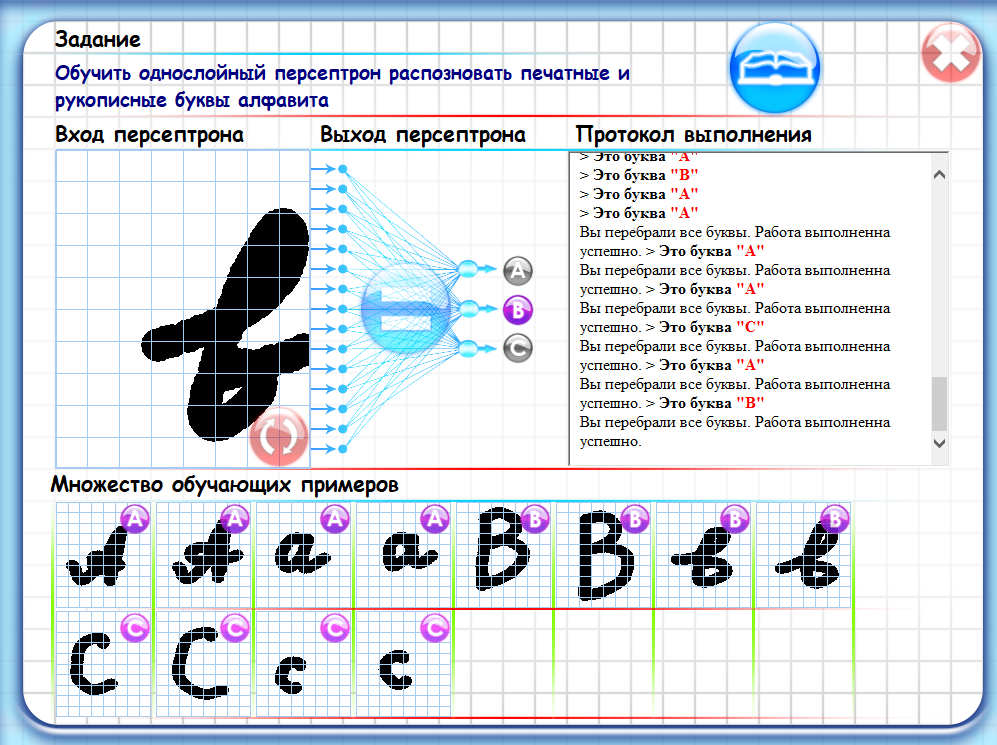 Задание
Обучить однослойный персептрон распозновать печатные и
рукописные буквы алфавита
Вход персептрона
Выход персептрона
Протокол выполнения
> Это буква "A"
> Это буква "B"
> Это буква "A"
> Это буква "A"
Вы перебрали все буквы. Работа выполненна
успешно. > Это буква "A"
Вы перебрали все буквы. Работа выполненна
успешно. > Это буква "A"
Вы перебрали все буквы. Работа выполненна
успешно. > Это буква "C"
Вы перебрали все буквы. Работа выполненна
успешно. > Это буква "A"
Вы перебрали все буквы. Работа выполненна
успешно. > Это буква "B"
Вы перебрали все буквы. Работа выполненна
успешно.
A
B
C
Множество обучающих примеров
A A A A B B B B
A A a a B B в в
C C C C
C C c c